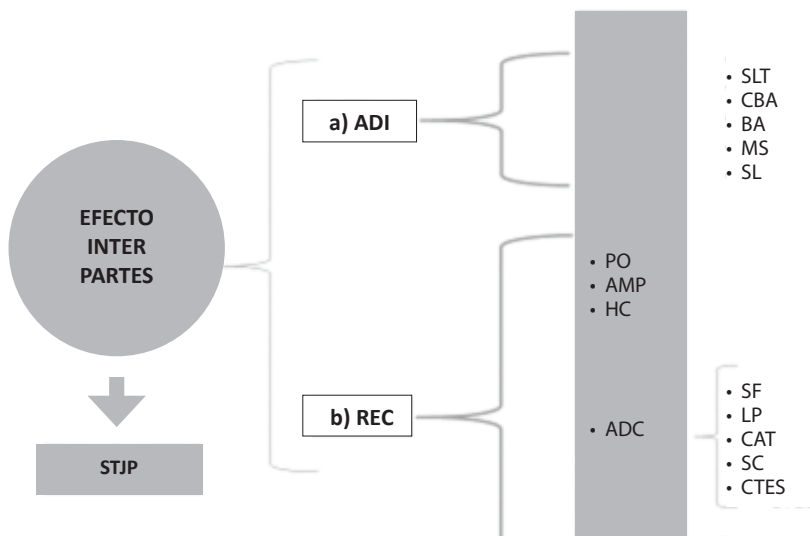 EFECTO
INTER
PARTES
STJP
a) ADI
b) REC
• PO
• AMP
• HC
• ADC
• SLT
• CBA
• BA
• MS
• SL
• SF
• LP
• CAT
• SC
• CTES